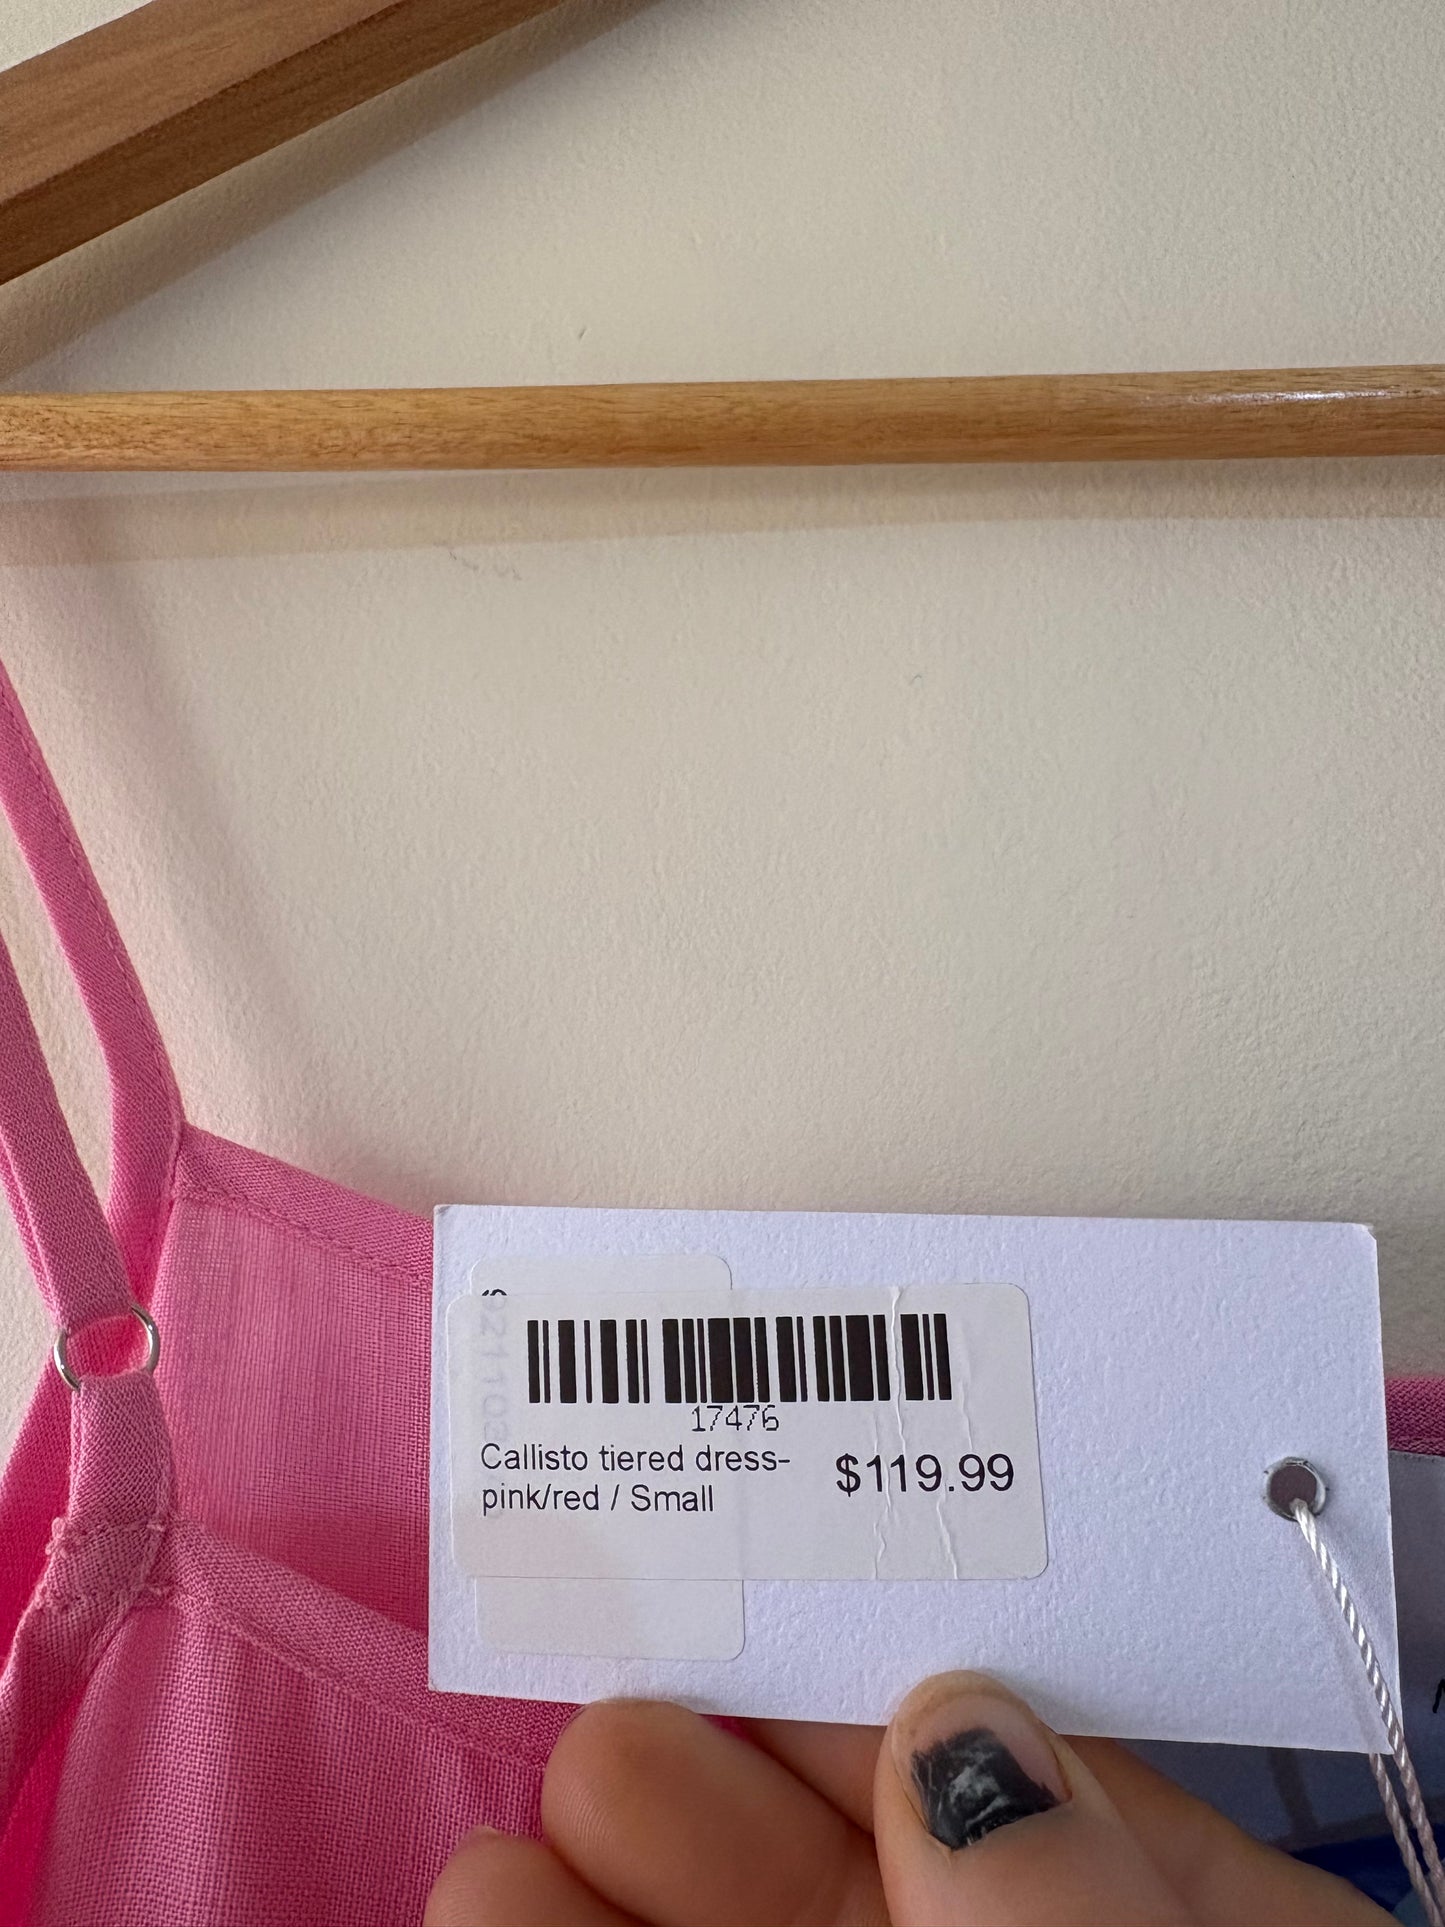 17476
Callisto tiered dress-
pink/red / Small
$119.99